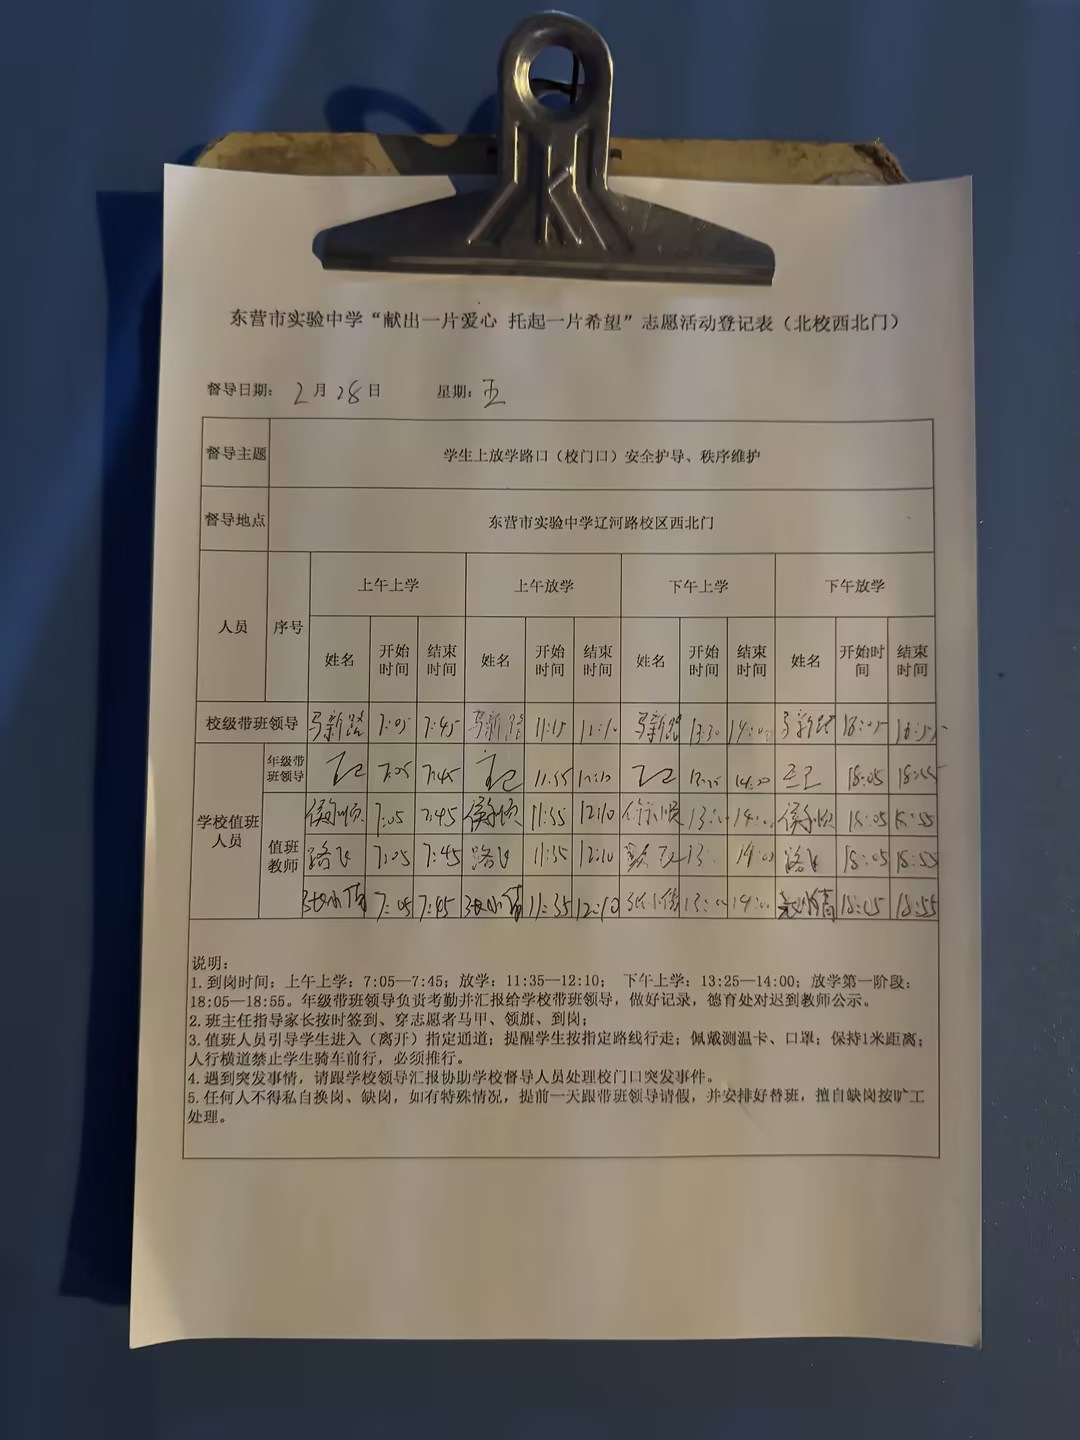 东营市实验中学“献出一片爱心 托起一片希望”志愿活动登记表（北校西北门）
督导日期： 2月28日 星期：五
督导主题 学生上放学路口（校门口）安全护导、秩序维护
督导地点 东营市实验中学辽河路校区西北门
人员 序号 上午上学 上午放学 下午上学 下午放学
姓名 开始时间 结束时间 姓名 开始时间 结束时间 姓名 开始时间 结束时间 姓名 开始时间 结束时间
校级带班领导 马新路 7:05 7:45 马新路 马新路 马新路 18:05
学校值班人员 年级带班领导 7:05 7:45 11:35 18:05
值班教师 7:05 7:45 11:35 12:10 18:05 18:55
路飞 7:05 7:45 路飞 11:35 12:10 路飞 18:05 18:55
7:05 7:45 11:35 12:10 18:55
说明：
1.到岗时间：上午上学：7:05—7:45；放学：11:35—12:10； 下午上学：13:25—14:00；放学第一阶段：
18:05—18:55。年级带班领导负责考勤并汇报给学校带班领导，做好记录，德育处对迟到教师公示。
2.班主任指导家长按时签到、穿志愿者马甲、领旗、到岗；
3.值班人员引导学生进入（离开）指定通道；提醒学生按指定路线行走；佩戴测温卡、口罩；保持1米距离；
人行横道禁止学生骑车前行，必须推行。
4.遇到突发事情，请跟学校领导汇报协助学校督导人员处理校门口突发事件。
5.任何人不得私自换岗、缺岗，如有特殊情况，提前一天跟带班领导请假，并安排好替班，擅自缺岗按旷工
处理。